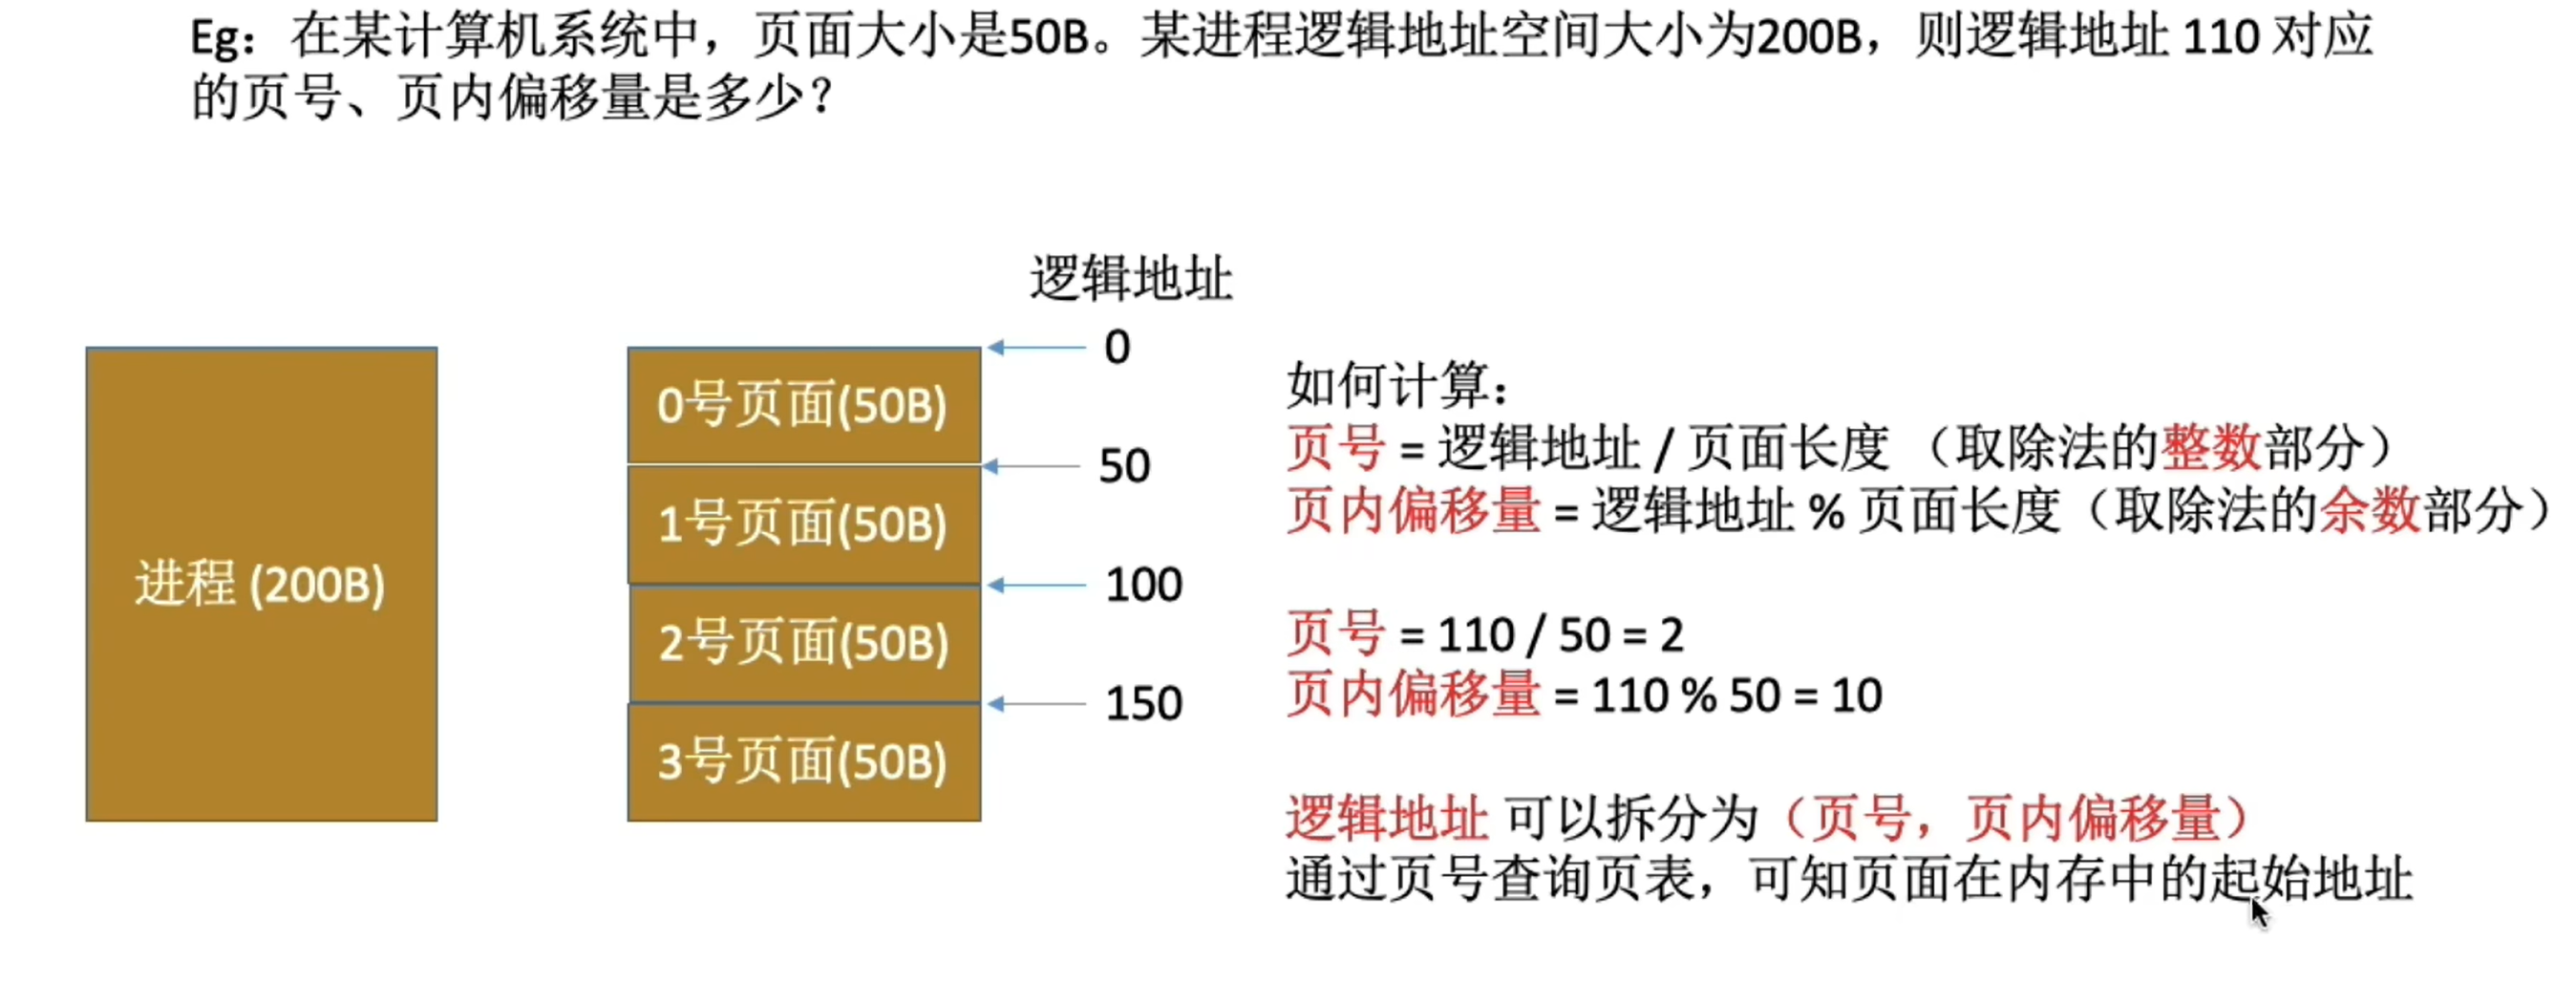 Eg：在某计算机系统中，页面大小是50B。某进程逻辑地址空间大小为200B，则逻辑地址 110 对应
的页号、页内偏移量是多少？
逻辑地址
进程 (200B)
0号页面(50B)
1号页面(50B)
2号页面(50B)
3号页面(50B)
0
50
100
150
如何计算：
页号 = 逻辑地址 / 页面长度 （取除法的整数部分）
页内偏移量 = 逻辑地址 % 页面长度（取除法的余数部分）
页号 = 110 / 50 = 2
页内偏移量 = 110 % 50 = 10
逻辑地址 可以拆分为（页号，页内偏移量）
通过页号查询页表，可知页面在内存中的起始地址